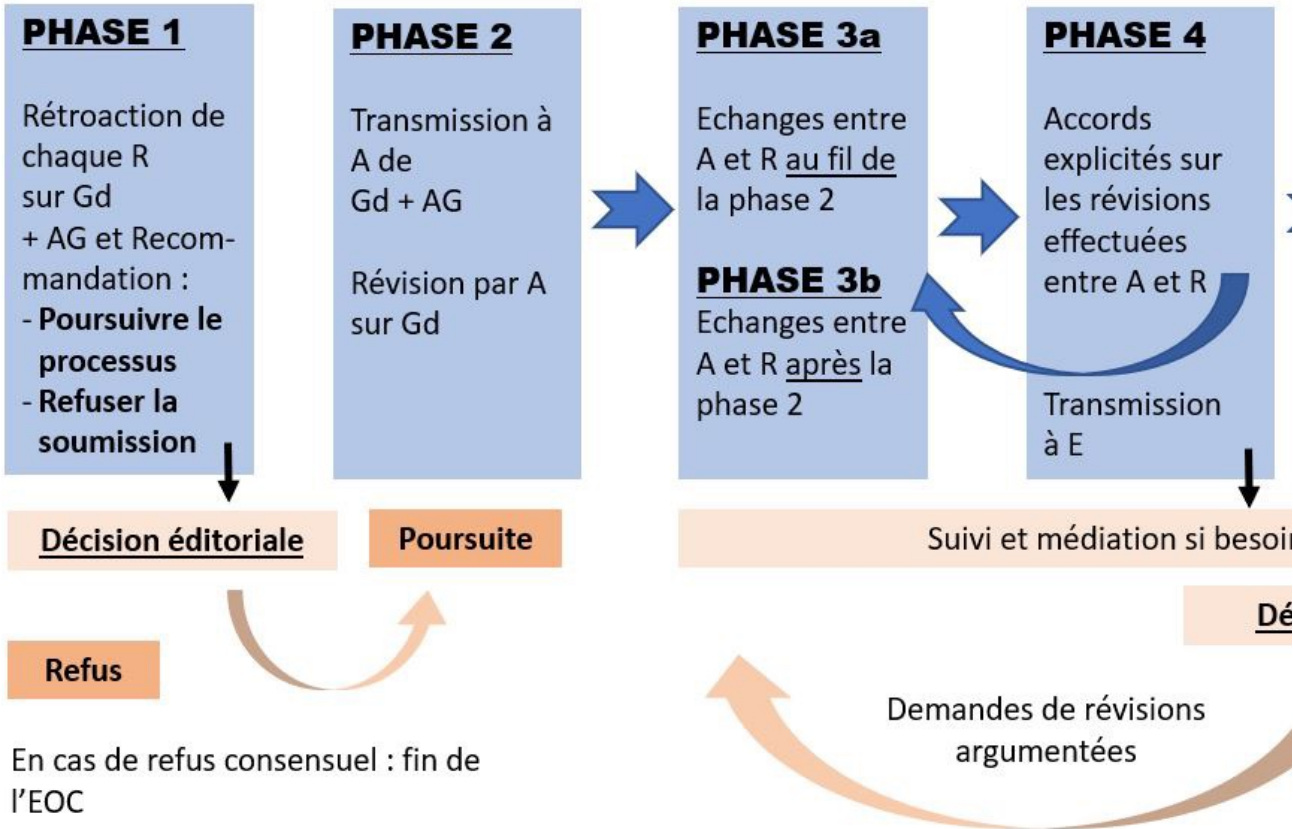 PHASE 1
Rétroaction de
chaque R
sur Gd
+ AG et Recom-
mandation :
- Poursuivre le
processus
- Refuser la
soumission
PHASE 2
Transmission à
A de
Gd + AG
Révision par A
sur Gd
PHASE 3a
Echanges entre
A et R au fil de
la phase 2
PHASE 3b
Echanges entre
A et R après la
phase 2
PHASE 4
Accords
explicités sur
les révisions
effectuées
entre A et R
Transmission
à E
Décision éditoriale
Poursuite
Suivi et médiation si besoin
Dé
Refus
Demandes de révisions
argumentées
En cas de refus consensuel : fin de
l'EOC